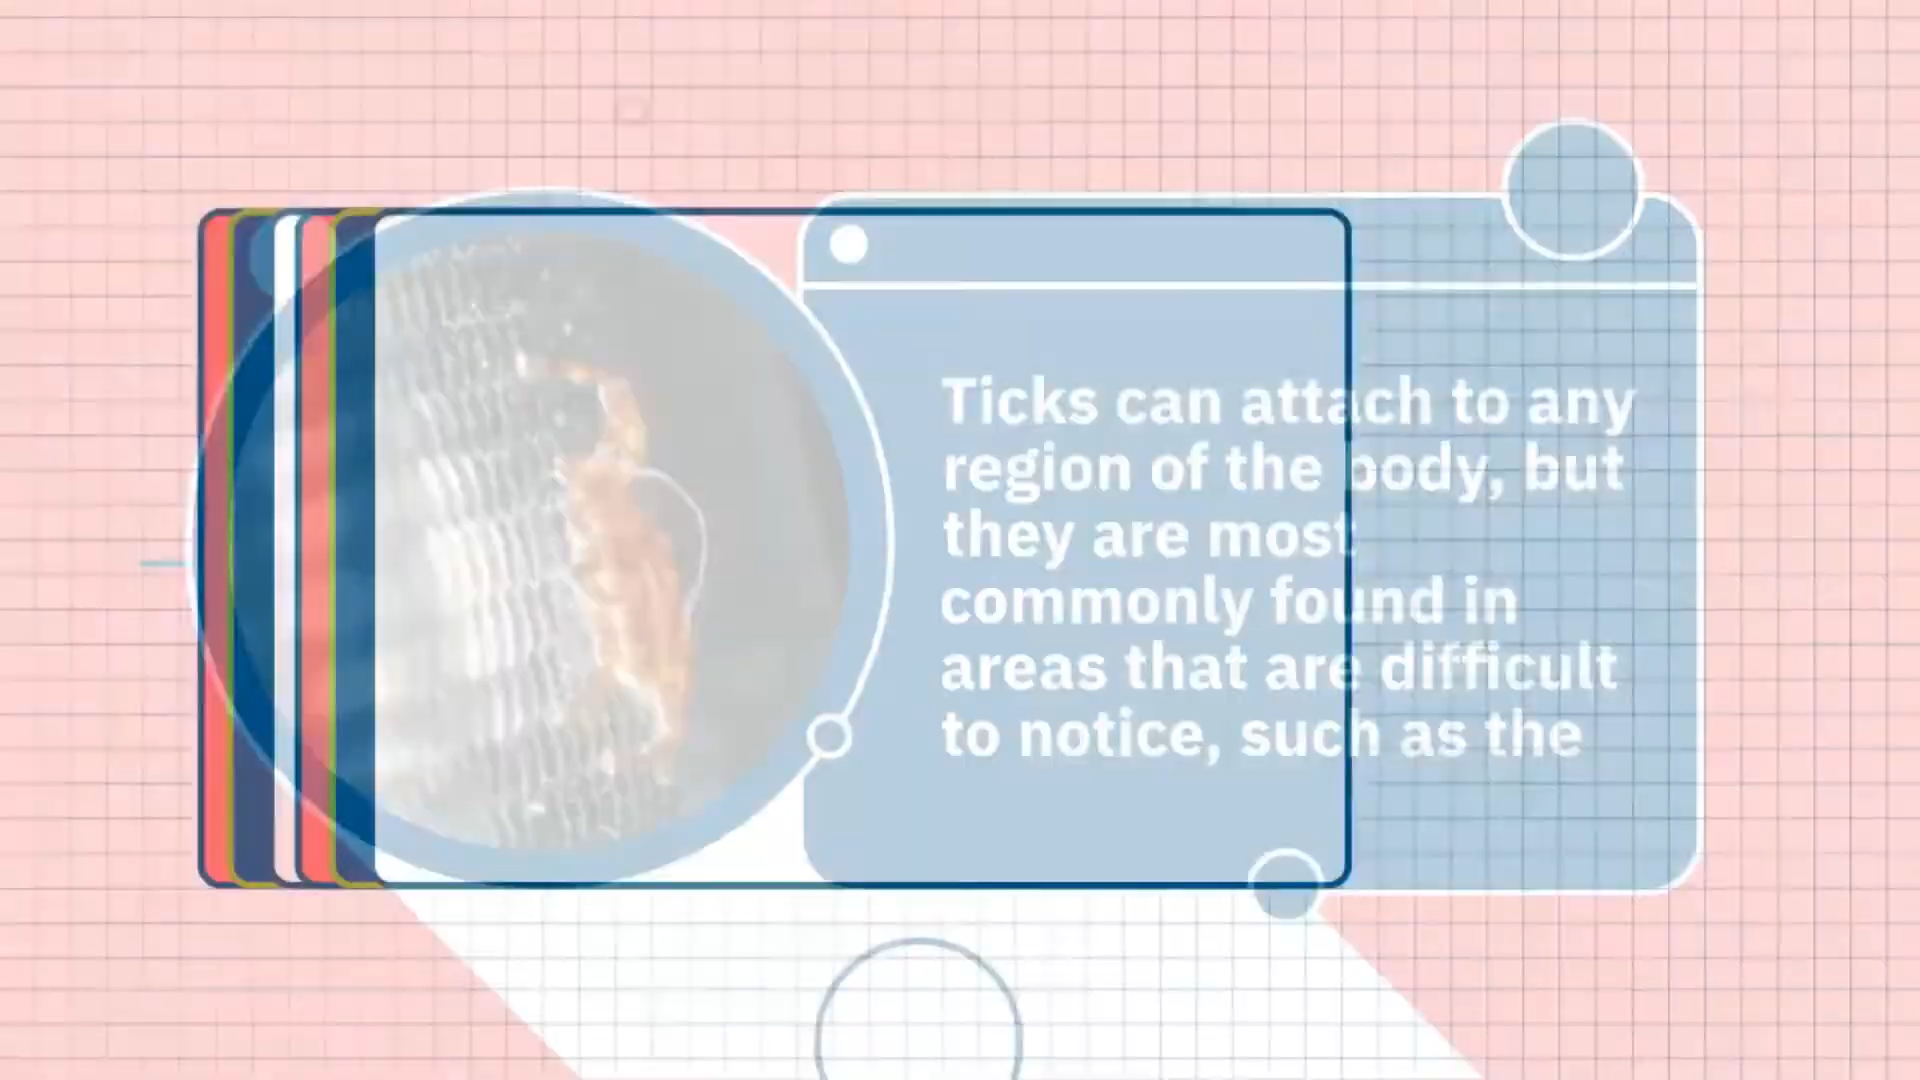 Ticks can attach to any
region of the body, but
they are most
commonly found in
areas that are difficult
to notice, such as the